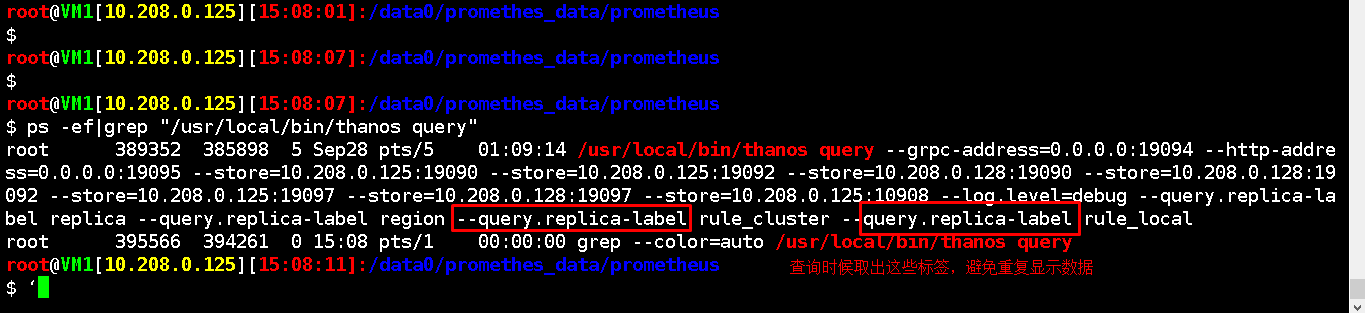 root@VM1[10.208.0.125][15:08:01]:/data0/promethes_data/prometheus
$
root@VM1[10.208.0.125][15:08:07]:/data0/promethes_data/prometheus
$
root@VM1[10.208.0.125][15:08:07]:/data0/promethes_data/prometheus
$ ps -ef|grep "/usr/local/bin/thanos query"
root 389352 385898 5 Sep28 pts/5 01:09:14 /usr/local/bin/thanos query --grpc-address=0.0.0.0:19094 --http-addre
ss=0.0.0.0:19095 --store=10.208.0.125:19090 --store=10.208.0.125:19092 --store=10.208.0.128:19090 --store=10.208.0.128:19
092 --store=10.208.0.125:19097 --store=10.208.0.128:19097 --store=10.208.0.125:10908 --log.level=debug --query.replica-la
bel replica --query.replica-label region --query.replica-label rule_cluster --query.replica-label rule_local
root 395566 394261 0 15:08 pts/1 00:00:00 grep --color=auto /usr/local/bin/thanos query
root@VM1[10.208.0.125][15:08:11]:/data0/promethes_data/prometheus
查询时候取出这些标签，避免重复显示数据
$ ‘